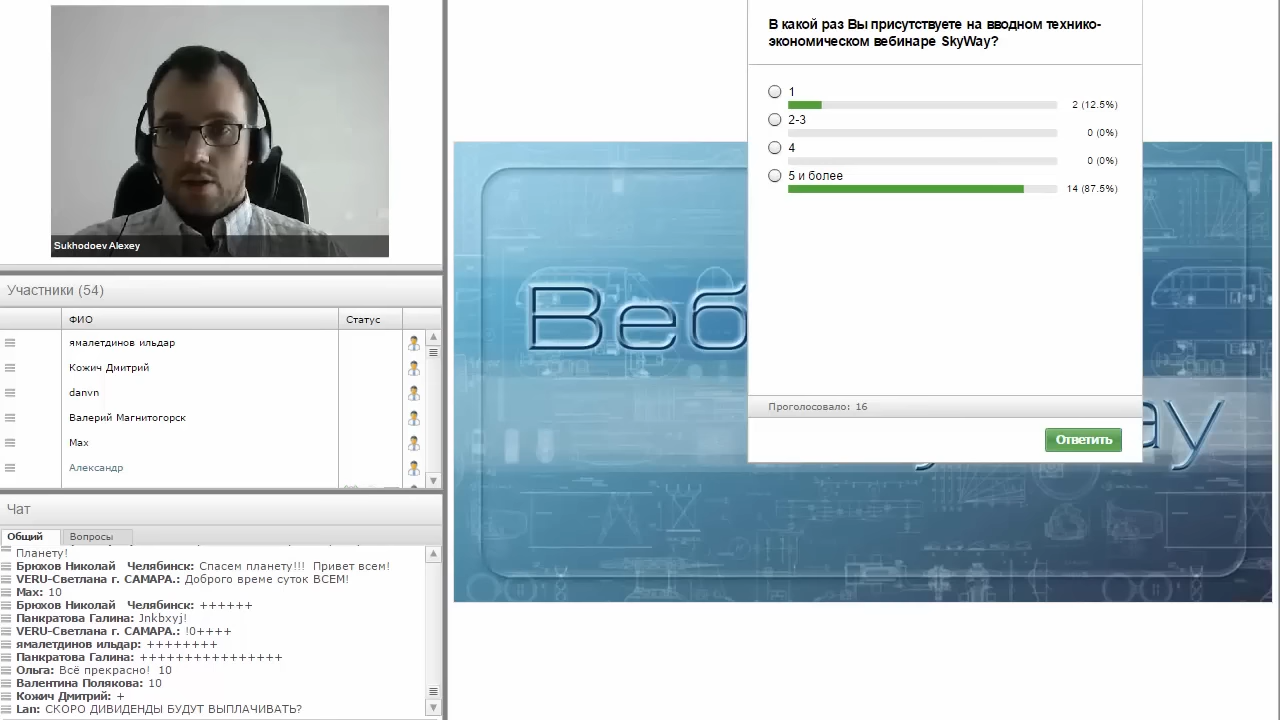 Sukhodoev Alexey
Участники (54)
ФИО Статус
ямалетдинов ильдар
Кожич Дмитрий
danvn
Валерий Магнитогорск
Max
Александр
Чат
Общий Вопросы
Планету!
Брюхов Николай Челябинск: Спасем планету!!! Привет всем!
VERU-Светлана г. САМАРА.: Доброго време суток ВСЕМ!
Max: 10
Брюхов Николай Челябинск: ++++++
Панкратова Галина: Jnkbxyj!
VERU-Светлана г. САМАРА.: !0++++
ямалетдинов ильдар: ++++++++
Панкратова Галина: ++++++++++++++++
Ольга: Всё прекрасно! 10
Валентина Полякова: 10
Кожич Дмитрий: +
Lan: СКОРО ДИВИДЕНДЫ БУДУТ ВЫПЛАЧИВАТЬ?
В какой раз Вы присутствуете на вводном технико-
экономическом вебинаре SkyWay?
1
2 (12.5%)
2-3
0 (0%)
4
0 (0%)
5 и более
14 (87.5%)
Проголосовало: 16
Ответить
Веб
ay